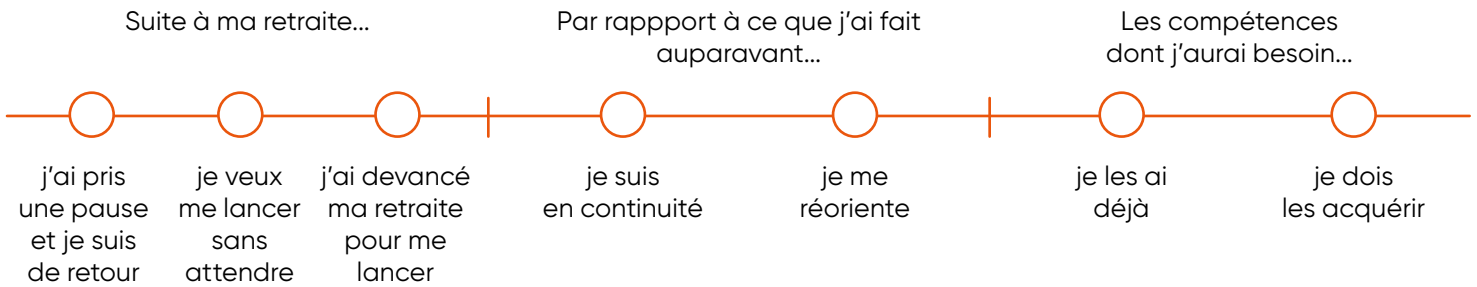 Suite à ma retraite...
Par rappport à ce que j'ai fait
auparavant...
Les compétences
dont j'aurai besoin...
j'ai pris
une pause
et je suis
de retour
je veux
me lancer
sans
attendre
j'ai devancé
ma retraite
pour me
lancer
je suis
en continuité
je me
réoriente
je les ai
déjà
je dois
les acquérir